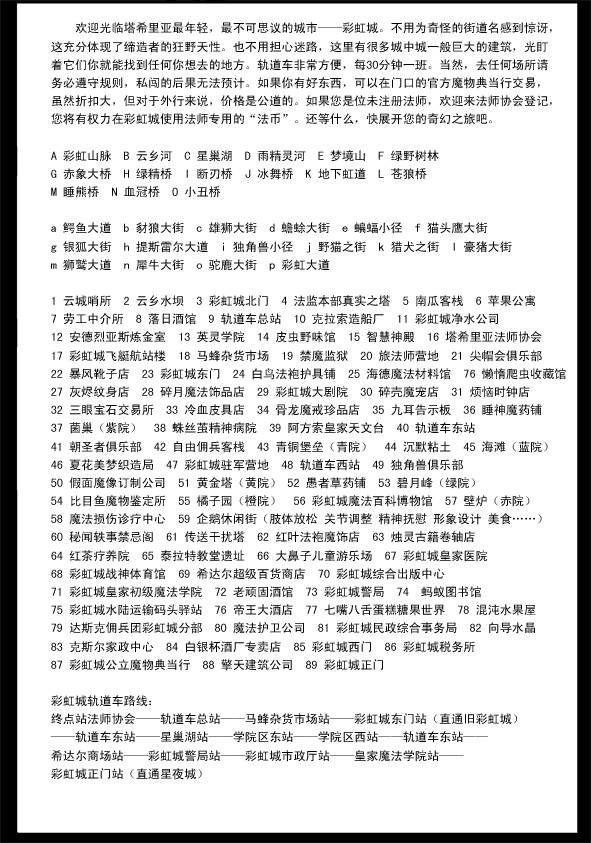 欢迎光临塔希里亚最年轻，最不可思议的城市——彩虹城。不用为奇怪的街道名感到惊讶，
这充分体现了缔造者的狂野天性。也不用担心迷路，这里有很多城中城一般巨大的建筑，光盯
着它们你就能找到任何你想去的地方。轨道车非常方便，每30分钟一班。当然，去任何场所请
务必遵守规则，私闯的后果无法预计。如果你有好东西，可以在门口的官方魔物典当行交易，
虽然折扣大，但对于外行来说，价格是公道的。如果您是位未注册法师，欢迎来法师协会登记，
您将有权力在彩虹城使用法师专用的“法币”。还等什么，快展开您的奇幻之旅吧。
A 彩虹山脉 B 云乡河 C 星巢湖 D 雨精灵河 E 梦境山 F 绿野树林
G 赤象大桥 H 绿精桥 I 断刃桥 J 冰舞桥 K 地下虹道 L 苍狼桥
M 睡熊桥 N 血冠桥 O 小丑桥
a 鳄鱼大道 b 豺狼大街 c 雄狮大街 d 蟾蜍大街 e 蝙蝠小径 f 猫头鹰大街
g 银狐大街 h 提斯雷尔大道 i 独角兽小径 j 野猫之街 k 猎犬之街 l 豪猪大街
m 狮鹫大道 n 犀牛大街 o 驼鹿大街 p 彩虹大道
1 云城哨所 2 云乡水坝 3 彩虹城北门 4 法监本部真实之塔 5 南瓜客栈 6 苹果公寓
7 劳工中介所 8 落日酒馆 9 轨道车总站 10 克拉索造船厂 11 彩虹城净水公司
12 安德烈亚斯炼金室 13 英灵学院 14 皮虫野味馆 15 智慧神殿 16 塔希里亚法师协会
17 彩虹城飞艇航站楼 18 马蜂杂货市场 19 禁魔监狱 20 旅法师营地 21 尖帽会俱乐部
22 暴风靴子店 23 彩虹城东门 24 白鸟法袍护具铺 25 海德魔法材料馆 76 懒惰爬虫收藏馆
27 灰烬纹身店 28 碎月魔法饰品店 29 彩虹城大剧院 30 碎壳魔宠店 31 烦恼时钟店
32 三眼宝石交易所 33 冷血皮具店 34 骨龙魔戒珍品店 35 九耳告示板 36 睡神魔药铺
37 菌巢（紫院） 38 蛛丝茧精神病院 39 阿方索皇家天文台 40 轨道车东站
41 朝圣者俱乐部 42 自由佣兵客栈 43 青铜堡垒（青院） 44 沉默粘土 45 海滩（蓝院）
46 夏花美梦织造局 47 彩虹城驻军营地 48 轨道车西站 49 独角兽俱乐部
50 假面魔像订制公司 51 黄金塔（黄院） 52 愚者草药铺 53 碧月峰（绿院）
54 比目鱼魔物鉴定所 55 橘子园（橙院） 56 彩虹城魔法百科博物馆 57 壁炉（赤院）
58 魔法损伤诊疗中心 59 企鹅休闲街（肢体放松 关节调整 精神抚慰 形象设计 美食……）
60 秘闻轶事禁忌阁 61 传送干扰塔 62 红叶法袍魔饰店 63 烛灵古籍卷轴店
64 红茶疗养院 65 泰拉特教堂遗址 66 大鼻子儿童游乐场 67 彩虹城皇家医院
68 彩虹城战神体育馆 69 希达尔超级百货商店 70 彩虹城综合出版中心
71 彩虹城皇家初级魔法学院 72 老顽固酒馆 73 彩虹城警局 74 蚂蚁图书馆
75 彩虹城水陆运输码头驿站 76 帝王大酒店 77 七嘴八舌蛋糕糖果世界 78 混沌水果屋
79 达斯克佣兵团彩虹城分部 80 魔法护卫公司 81 彩虹城民政综合事务局 82 向导水晶
83 克斯尔家政中心 84 白银杯酒厂专卖店 85 彩虹城西门 86 彩虹城税务所
87 彩虹城公立魔物典当行 88 擎天建筑公司 89 彩虹城正门
彩虹城轨道车路线：
终点站法师协会——轨道车总站——马蜂杂货市场站——彩虹城东门站（直通旧彩虹城）
——轨道车东站——星巢湖站——学院区东站——学院区西站——轨道车东站——
希达尔商场站——彩虹城警局站——彩虹城市政厅站——皇家魔法学院站——
彩虹城正门站（直通星夜城）